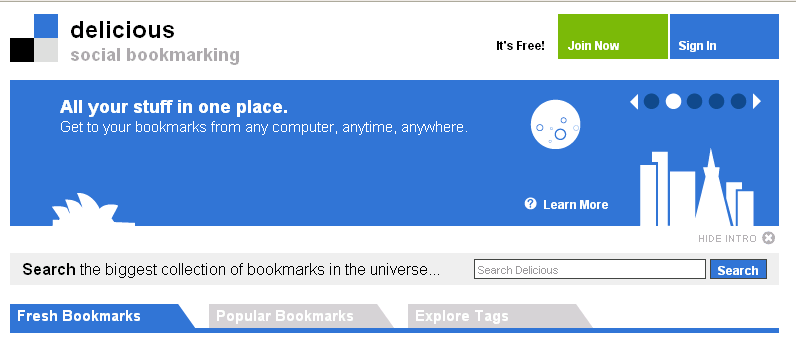 delicious
social bookmarking
It's Free!
Join Now
Sign In
All your stuff in one place.
Get to your bookmarks from any computer, anytime, anywhere.
? Learn More
HIDE INTRO
Search the biggest collection of bookmarks in the universe...
Search Delicious
Search
Fresh Bookmarks
Popular Bookmarks
Explore Tags